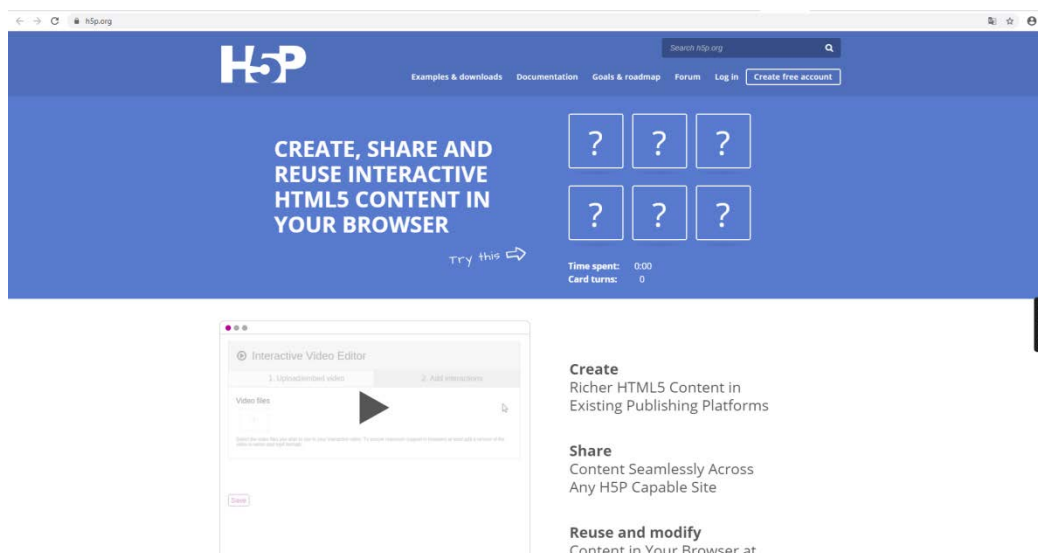 h5p.org
H5P
Search h5p.org
Examples & downloads Documentation Goals & roadmap Forum Log in Create free account
CREATE, SHARE AND
REUSE INTERACTIVE
HTML5 CONTENT IN
YOUR BROWSER
Try this
? ? ?
? ? ?
Time spent: 0:00
Card turns: 0
Interactive Video Editor
1. Upload/embed video 2. Add interactions
Video files
+
Save
Create
Richer HTML5 Content in
Existing Publishing Platforms
Share
Content Seamlessly Across
Any H5P Capable Site
Reuse and modify
Content in Your Browser at